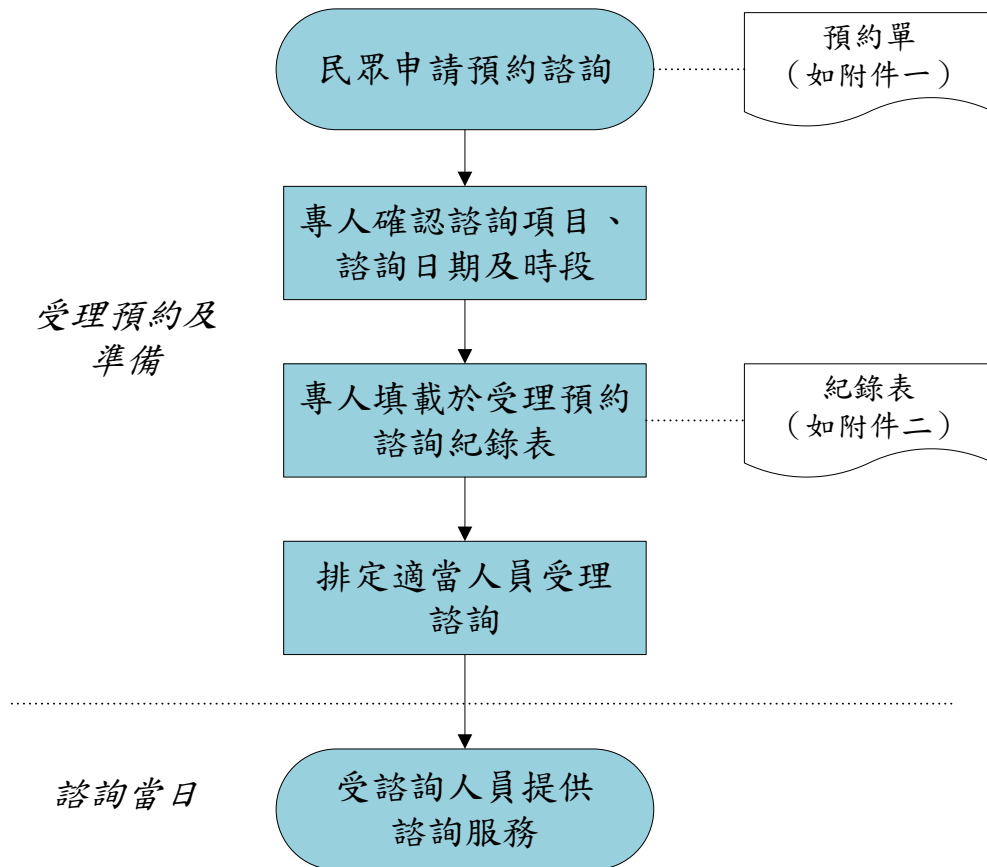 民眾申請預約諮詢
預約單
（如附件一）
專人確認諮詢項目、
諮詢日期及時段
受理預約及
準備
專人填載於受理預約
諮詢紀錄表
紀錄表
（如附件二）
排定適當人員受理
諮詢
諮詢當日
受諮詢人員提供
諮詢服務